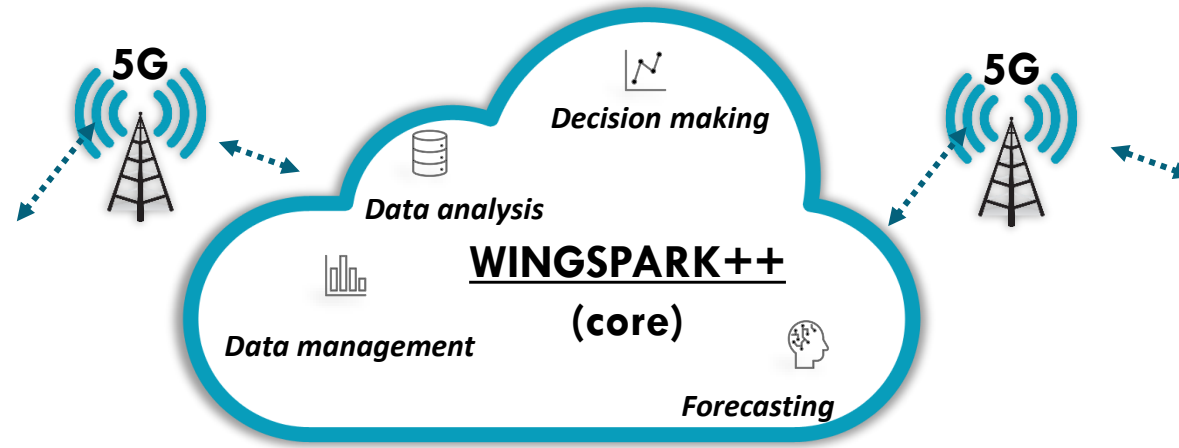 5G
5G
Decision making
Data analysis
WINGSPARK++
(core)
Data management
Forecasting